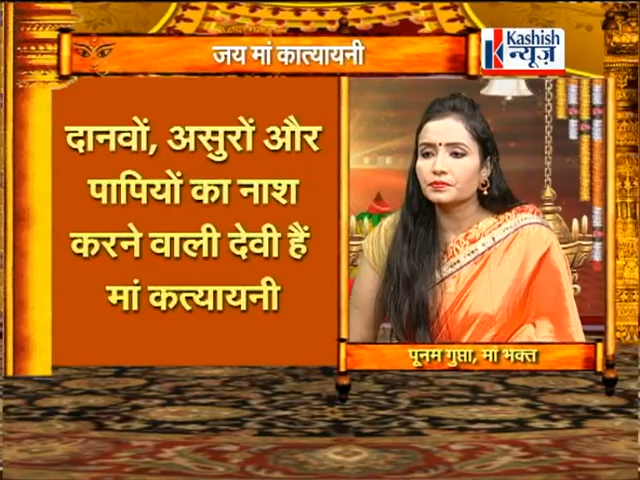 जय मां कात्यायनी
Kashish
न्यूज़
दानवों, असुरों और
पापियों का नाश
करने वाली देवी हैं
मां कत्यायनी
पूनम गुप्ता, मां भक्त